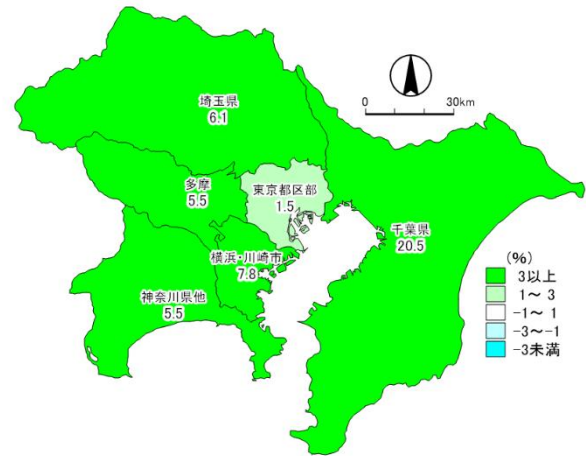 0 30km
埼玉県
6.1
多摩
5.5
東京都区部
1.5
千葉県
20.5
横浜・川崎市
7.8
神奈川県他
5.5
(%)
3以上
1～ 3
-1～ 1
-3～-1
-3未満